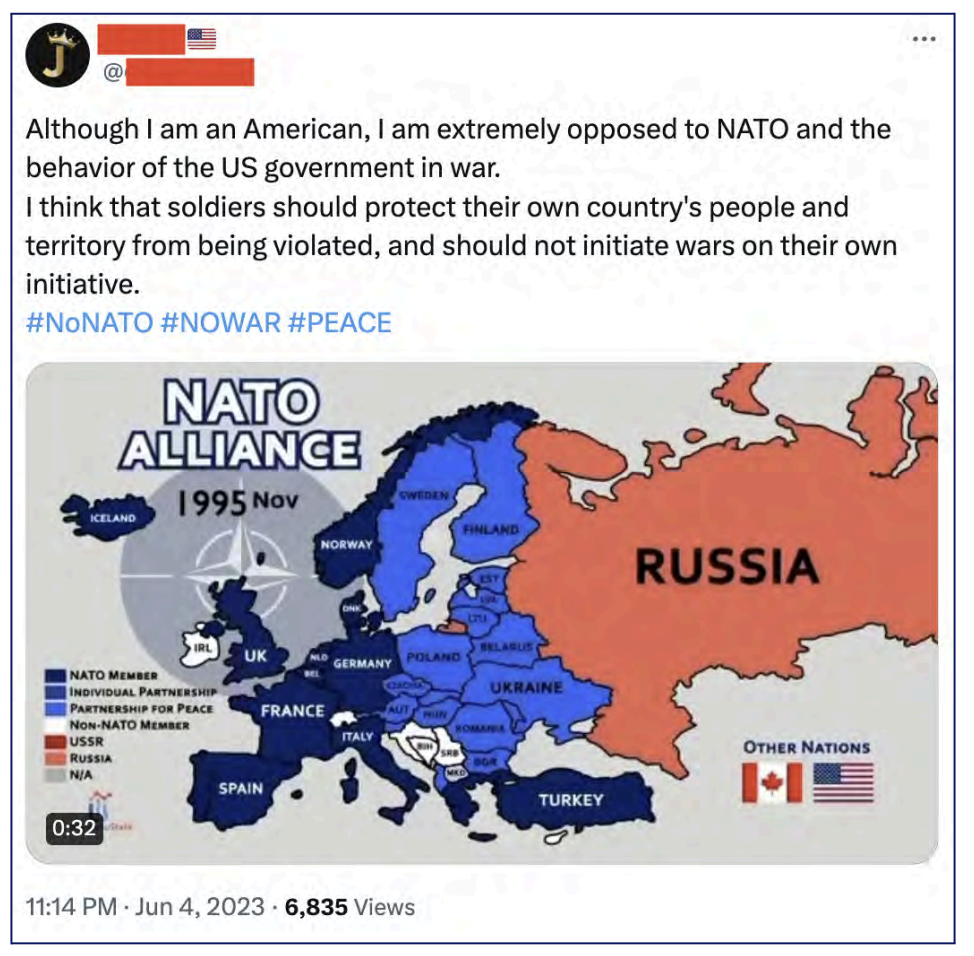 J
@
Although I am an American, I am extremely opposed to NATO and the
behavior of the US government in war.
I think that soldiers should protect their own country's people and
territory from being violated, and should not initiate wars on their own
initiative.
#NoNATO #NOWAR #PEACE
NATO
ALLIANCE
1995 Nov
ICELAND
SWEDEN
FINLAND
NORWAY
RUSSIA
EST
LTU
DNK
IRL
UK
NLD
BEL
GERMANY
POLAND
BELARUS
UKRAINE
CZECHIA
FRANCE
AUT
HUN
ROMANIA
ITALY
BIH
SRB
BGR
MKD
SPAIN
TURKEY
NATO MEMBER
INDIVIDUAL PARTNERSHIP
PARTNERSHIP FOR PEACE
NON-NATO MEMBER
USSR
RUSSIA
N/A
OTHER NATIONS
0:32
11:14 PM · Jun 4, 2023 · 6,835 Views